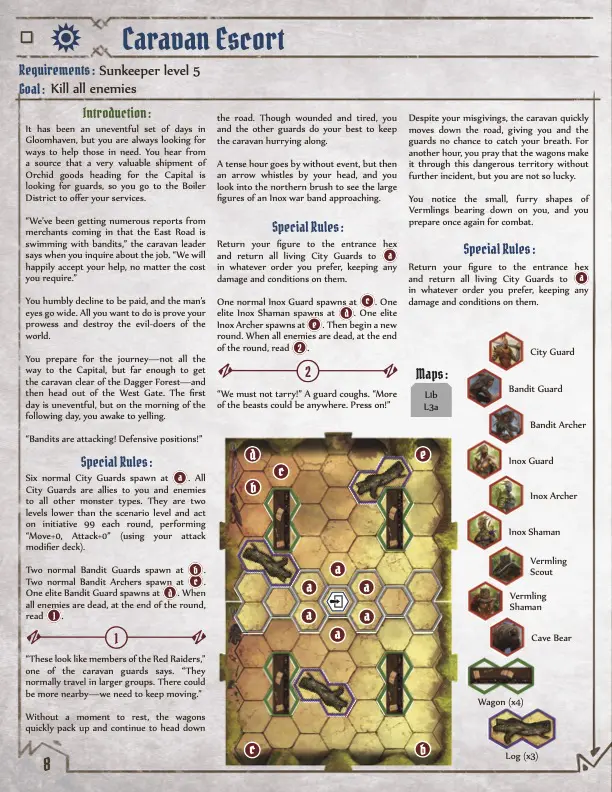 Caravan Escort
Requirements: Sunkeeper level 5
Goal: Kill all enemies
Introduction:
It has been an uneventful set of days in
Gloomhaven, but you are always looking for
ways to help those in need. You hear from
a source that a very valuable shipment of
Orchid goods heading for the Capital is
looking for guards, so you go to the Boiler
District to offer your services.
“We’ve been getting numerous reports from
merchants coming in that the East Road is
swimming with bandits,” the caravan leader
says when you inquire about the job. “We will
happily accept your help, no matter the cost
you require.”
You humbly decline to be paid, and the man’s
eyes go wide. All you want to do is prove your
prowess and destroy the evil-doers of the
world.
You prepare for the journey—not all the
way to the Capital, but far enough to get
the caravan clear of the Dagger Forest—and
then head out of the West Gate. The first
day is uneventful, but on the morning of the
following day, you awake to yelling.
“Bandits are attacking! Defensive positions!”
Special Rules:
Six normal City Guards spawn at a. All
City Guards are allies to you and enemies
to all other monster types. They are two
levels lower than the scenario level and act
on initiative 99 each round, performing
“Move+0, Attack+0” (using your attack
modifier deck).
Two normal Bandit Guards spawn at b.
Two normal Bandit Archers spawn at c.
One elite Bandit Guard spawns at d. When
all enemies are dead, at the end of the round,
read 1.
1
“These look like members of the Red Raiders,”
one of the caravan guards says. “They
normally travel in larger groups. There could
be more nearby—we need to keep moving.”
Without a moment to rest, the wagons
quickly pack up and continue to head down
the road. Though wounded and tired, you
and the other guards do your best to keep
the caravan hurrying along.
A tense hour goes by without event, but then
an arrow whistles by your head, and you
look into the northern brush to see the large
figures of an Inox war band approaching.
Special Rules:
Return your figure to the entrance hex
and return all living City Guards to a
in whatever order you prefer, keeping any
damage and conditions on them.
One normal Inox Guard spawns at c. One
elite Inox Shaman spawns at d. One elite
Inox Archer spawns at e. Then begin a new
round. When all enemies are dead, at the end
of the round, read 2.
2
“We must not tarry!” A guard coughs. “More
of the beasts could be anywhere. Press on!”
Despite your misgivings, the caravan quickly
moves down the road, giving you and the
guards no chance to catch your breath. For
another hour, you pray that the wagons make
it through this dangerous territory without
further incident, but you are not so lucky.
You notice the small, furry shapes of
Vermlings bearing down on you, and you
prepare once again for combat.
Special Rules:
Return your figure to the entrance hex
and return all living City Guards to a
in whatever order you prefer, keeping any
damage and conditions on them.
Maps:
L1b
L3a
City Guard
Bandit Guard
Bandit Archer
Inox Guard
Inox Archer
Inox Shaman
Vermling
Scout
Vermling
Shaman
Cave Bear
Wagon (x4)
Log (x3)
d
c
e
b
a
a
a
a
a
a
c
b
8